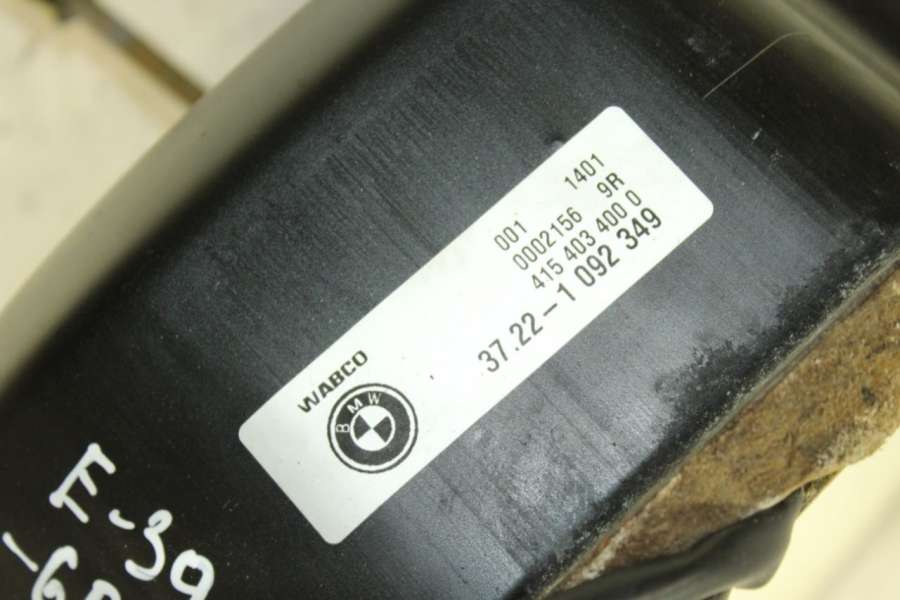 001 1401
0002156 9R
415 403 400 0
37.22-1 092 349
WABCO
BMW
E-39